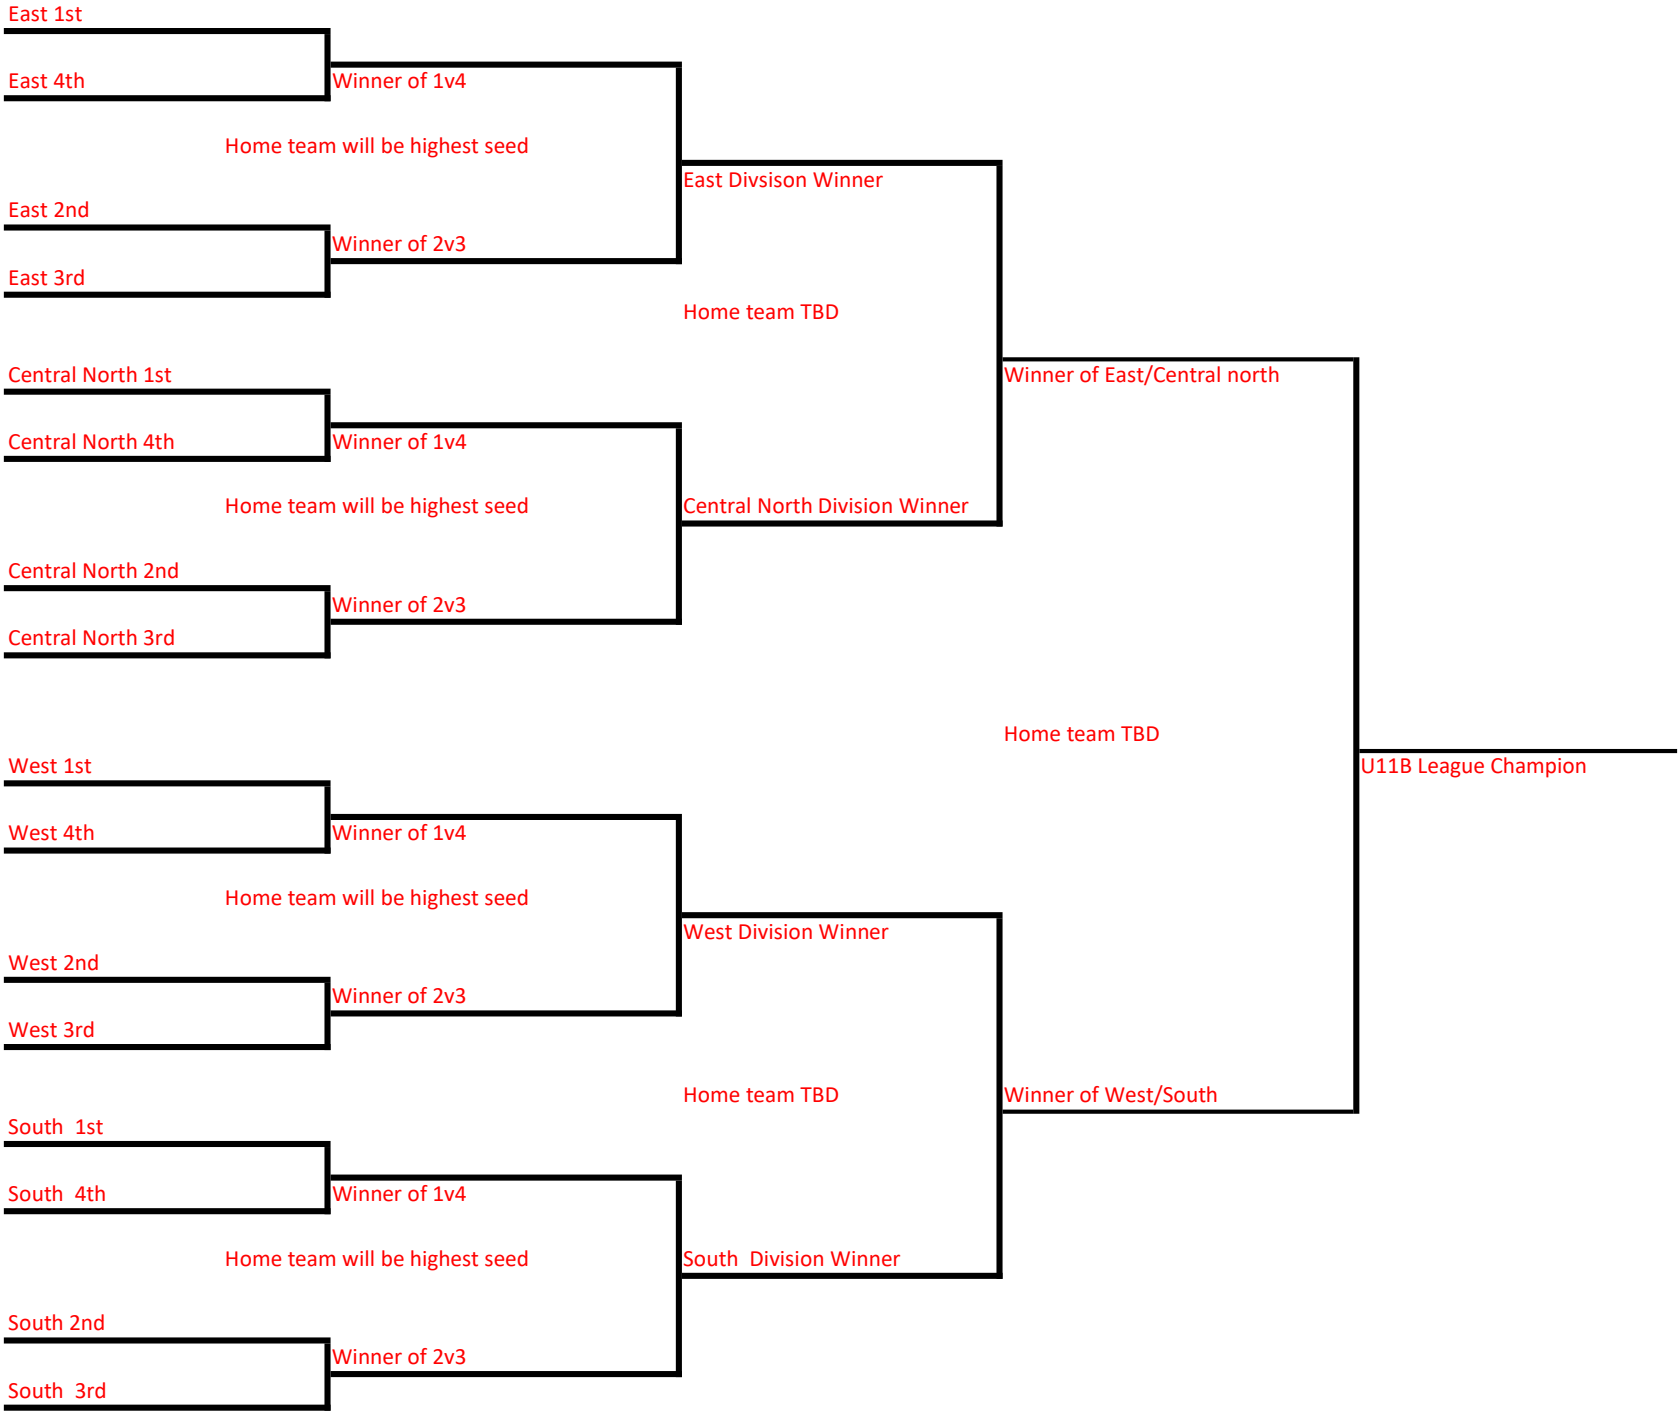 East 1st
East 4th
Winner of 1v4
Home team will be highest seed
East Divsison Winner
East 2nd
Winner of 2v3
East 3rd
Home team TBD
Central North 1st
Winner of East/Central north
Central North 4th
Winner of 1v4
Home team will be highest seed
Central North Division Winner
Central North 2nd
Winner of 2v3
Central North 3rd
Home team TBD
West 1st
U11B League Champion
West 4th
Winner of 1v4
Home team will be highest seed
West Division Winner
West 2nd
Winner of 2v3
West 3rd
Home team TBD
Winner of West/South
South  1st
South  4th
Winner of 1v4
Home team will be highest seed
South  Division Winner
South 2nd
Winner of 2v3
South  3rd